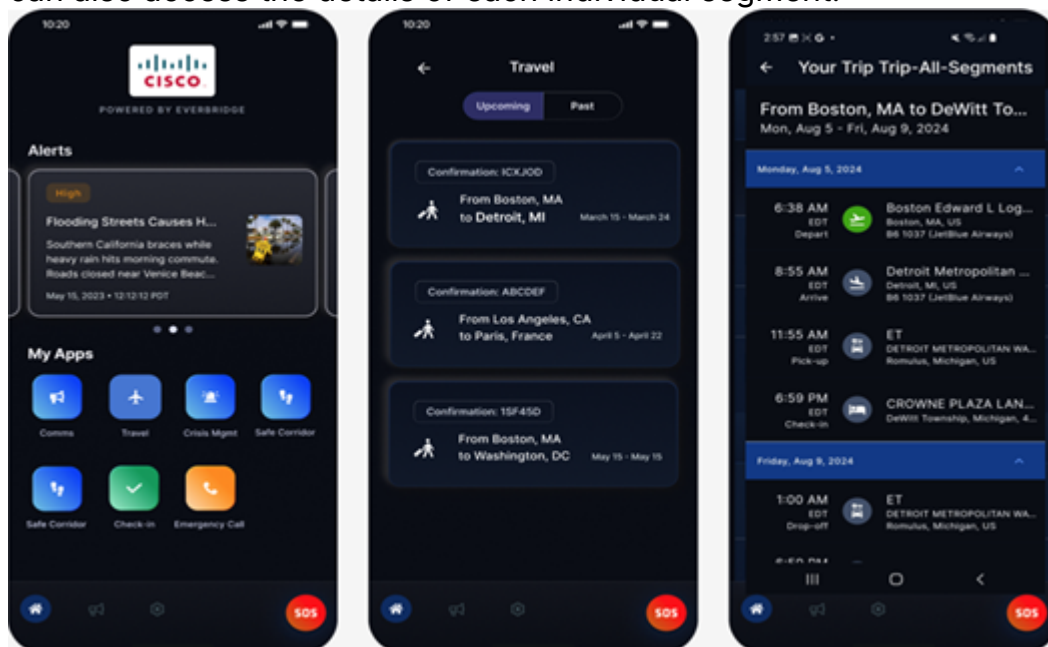 can also access the details of each individual segment.
10:20
CISCO
POWERED BY EVERBRIDGE
Alerts
High
Flooding Streets Causes H...
Southern California braces while
heavy rain hits morning commute.
Roads closed near Venice Beac...
May 15, 2023 • 12:12:12 PDT
My Apps
Comms
Travel
Crisis Mgmt
Safe Corridor
Safe Corridor
Check-in
Emergency Call
SOS
10:20
Travel
Upcoming
Past
Confirmation: ICXJOD
From Boston, MA
to Detroit, MI
March 15 - March 24
Confirmation: ABCDEF
From Los Angeles, CA
to Paris, France
April 5 - April 22
Confirmation: 1SF45D
From Boston, MA
to Washington, DC
May 15 - May 15
SOS
2:57
Your Trip Trip-All-Segments
From Boston, MA to DeWitt To...
Mon, Aug 5 - Fri, Aug 9, 2024
Monday, Aug 5, 2024
6:38 AM
EDT
Depart
Boston Edward L Log...
Boston, MA, US
B6 1037 (JetBlue Airways)
8:55 AM
EDT
Arrive
Detroit Metropolitan ...
Detroit, MI, US
B6 1037 (JetBlue Airways)
11:55 AM
EDT
Pick-up
ET
DETROIT METROPOLITAN WA...
Romulus, Michigan, US
6:59 PM
EDT
Check-in
CROWNE PLAZA LAN...
DeWitt Township, Michigan, 4...
Friday, Aug 9, 2024
1:00 AM
EDT
Drop-off
ET
DETROIT METROPOLITAN WA...
Romulus, Michigan, US
SOS